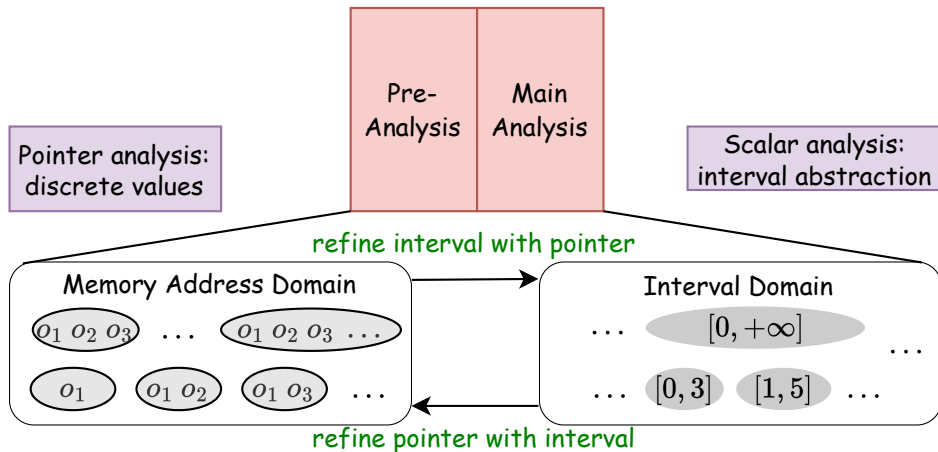 Pre-
Analysis
Main
Analysis
Pointer analysis:
discrete values
Scalar analysis:
interval abstraction
refine interval with pointer
Memory Address Domain
o₁ o₂ o₃ ... o₁ o₂ o₃ ...
o₁ o₁ o₂ o₁ o₃ ...
Interval Domain
... [0, +∞] ...
... [0, 3] [1, 5] ...
refine pointer with interval